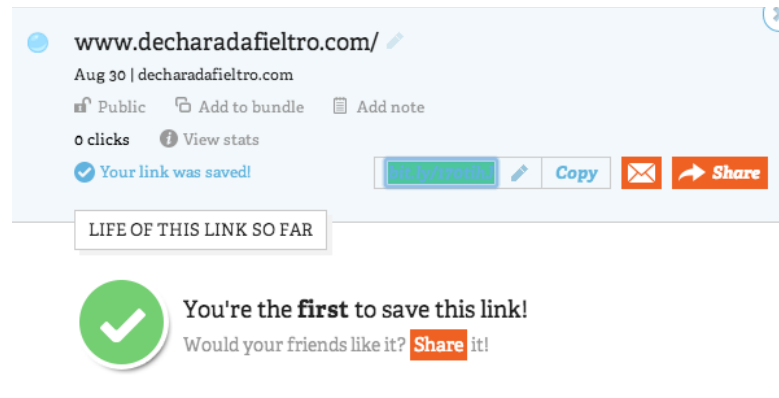 www.decharadafieltro.com/
Aug 30 | decharadafieltro.com
Public Add to bundle Add note
0 clicks View stats
Your link was saved!
Copy Share
LIFE OF THIS LINK SO FAR
You're the first to save this link!
Would your friends like it? Share it!